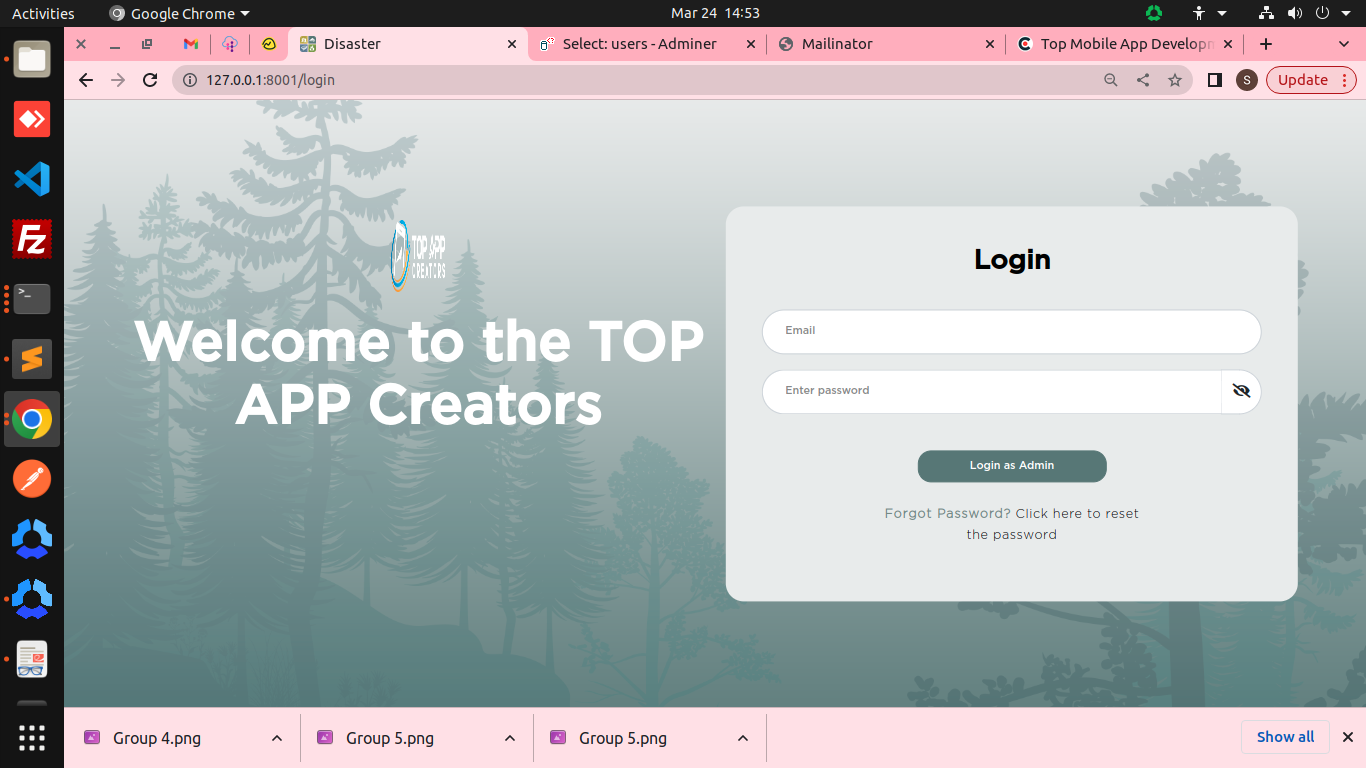 Activities
Google Chrome
Mar 24 14:53
Disaster
Select: users - Adminer
Mailinator
Top Mobile App Developm
127.0.0.1:8001/login
S
Update
TOP APP
CREATORS
Welcome to the TOP
APP Creators
Login
Email
Enter password
Login as Admin
Forgot Password? Click here to reset
the password
Group 4.png
Group 5.png
Group 5.png
Show all
Fz
>_